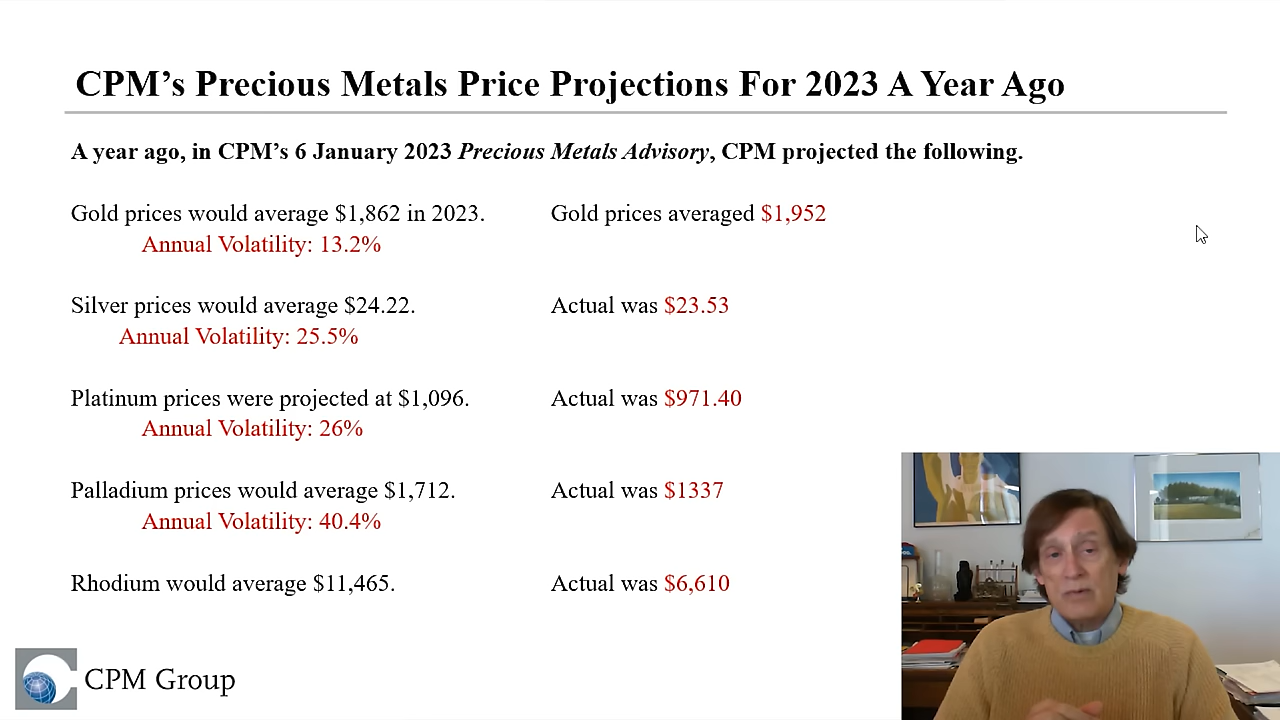 CPM’s Precious Metals Price Projections For 2023 A Year Ago
A year ago, in CPM’s 6 January 2023 Precious Metals Advisory, CPM projected the following.
Gold prices would average $1,862 in 2023. Gold prices averaged $1,952
Annual Volatility: 13.2%
Silver prices would average $24.22. Actual was $23.53
Annual Volatility: 25.5%
Platinum prices were projected at $1,096. Actual was $971.40
Annual Volatility: 26%
Palladium prices would average $1,712. Actual was $1337
Annual Volatility: 40.4%
Rhodium would average $11,465. Actual was $6,610
CPM Group